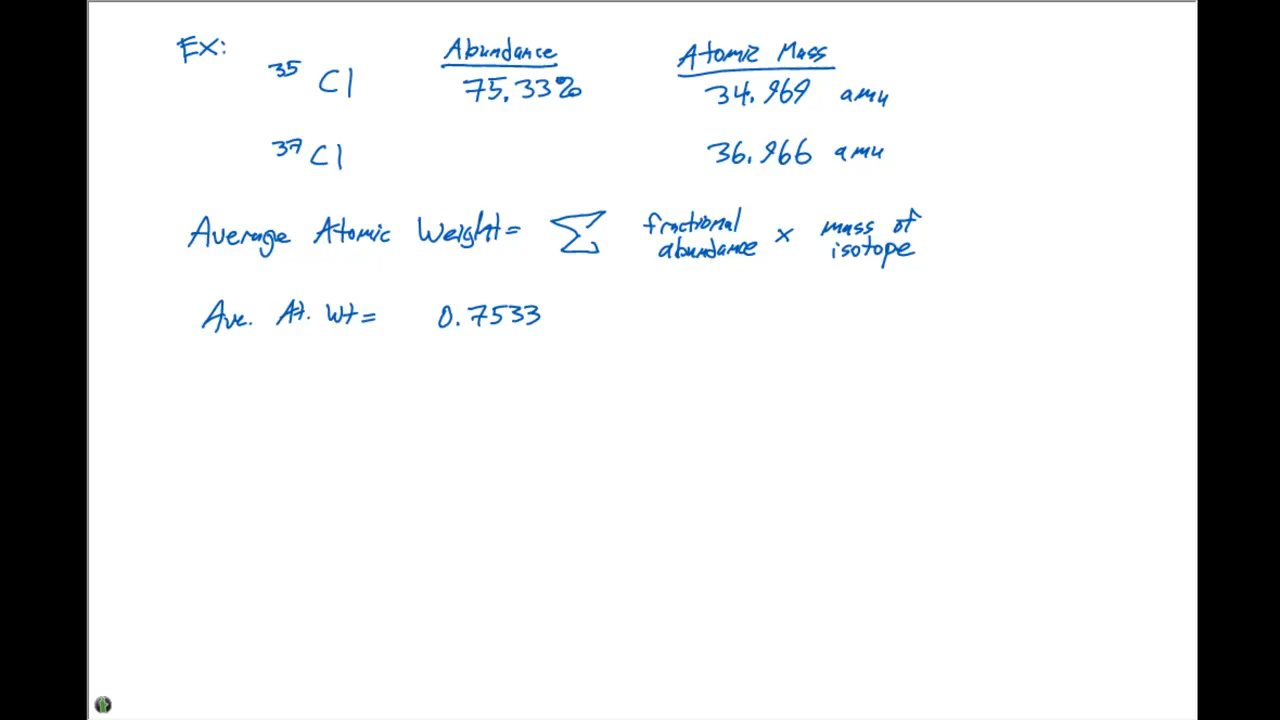 Ex: Abundance Atomic Mass
35 Cl 75.33% 34.969 amu
37 Cl 36.966 amu
Average Atomic Weight = Σ fractional abundance × mass of isotope
Ave. At. Wt = 0.7533